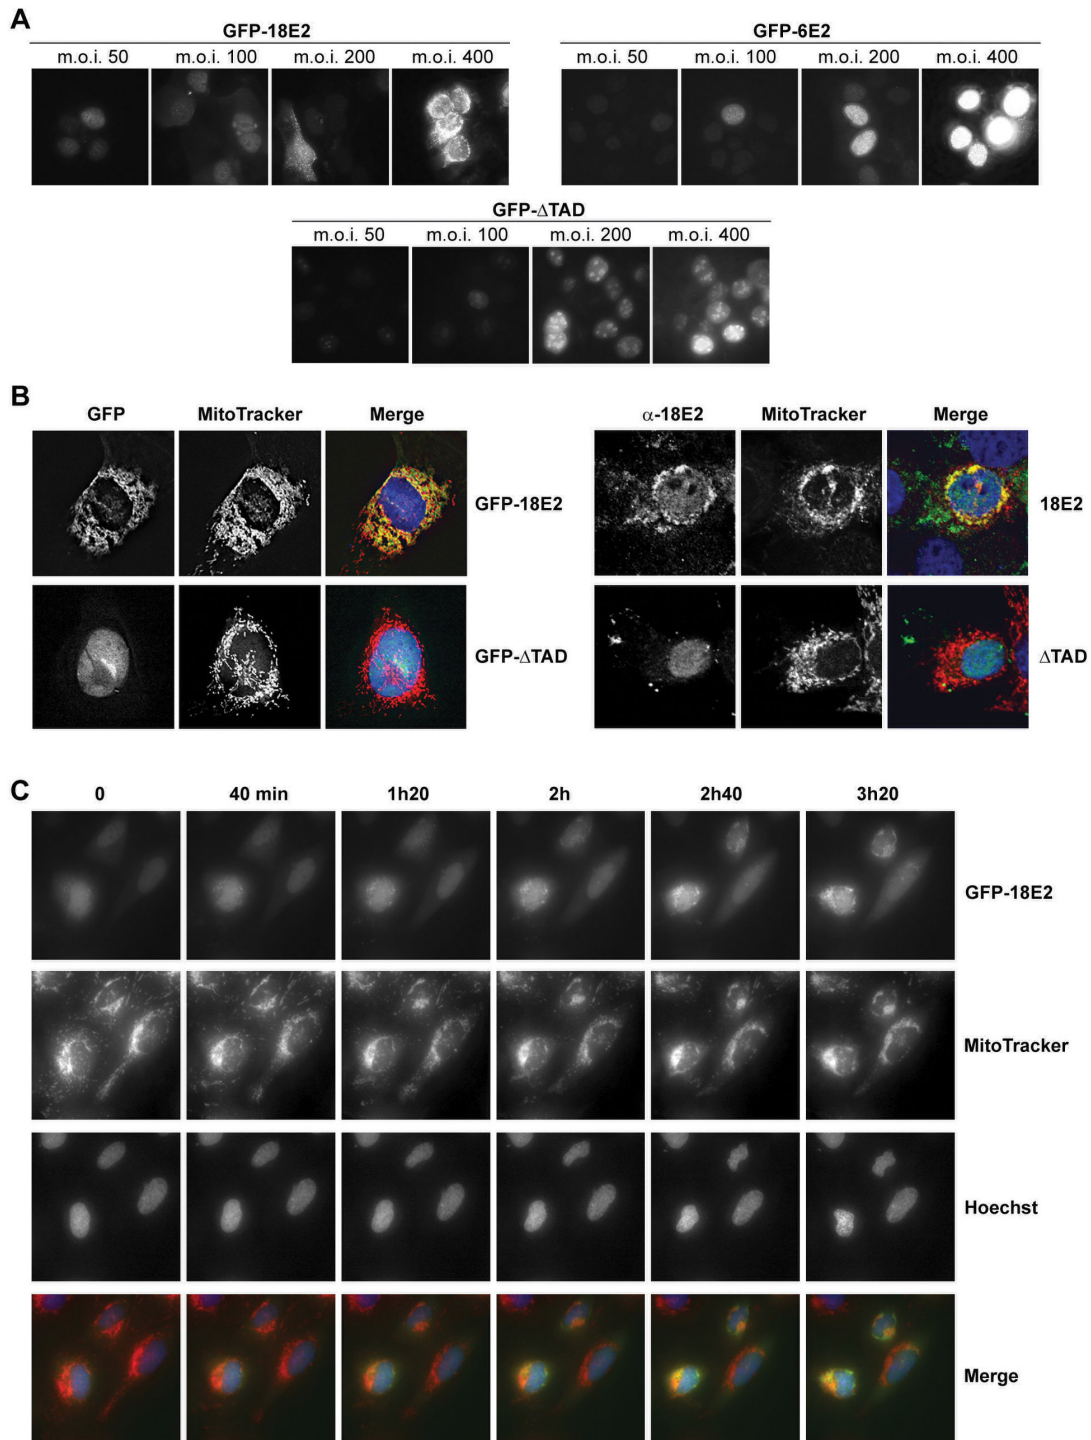 A
GFP-18E2
GFP-6E2
m.o.i. 50 m.o.i. 100 m.o.i. 200 m.o.i. 400
m.o.i. 50 m.o.i. 100 m.o.i. 200 m.o.i. 400
GFP-ΔTAD
m.o.i. 50 m.o.i. 100 m.o.i. 200 m.o.i. 400
B
GFP MitoTracker Merge
GFP-18E2
GFP-ΔTAD
α-18E2 MitoTracker Merge
18E2
ΔTAD
C
0 40 min 1h20 2h 2h40 3h20
GFP-18E2
MitoTracker
Hoechst
Merge